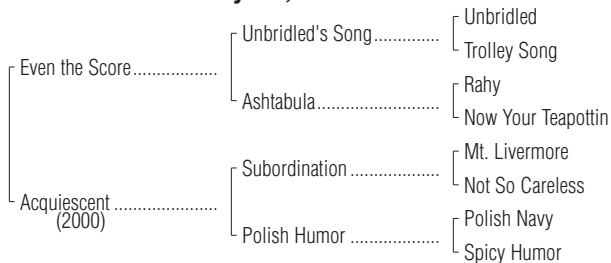 Unbridled
Unbridled's Song..............
Trolley Song
Even the Score..................
Rahy
Ashtabula..........................
Now Your Teapottin
Mt. Livermore
Subordination ...................
Not So Careless
Acquiescent ......................
(2000)
Polish Navy
Polish Humor ...................
Spicy Humor